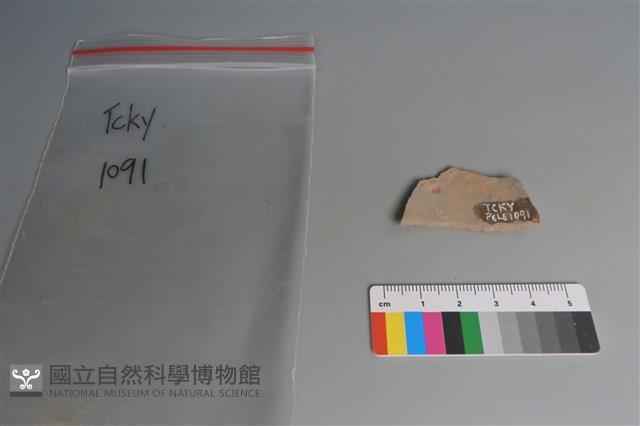 Tcky
1091
TCKY
P6L61091
cm 1 2 3 4 5
國立自然科學博物館
NATIONAL MUSEUM OF NATURAL SCIENCE